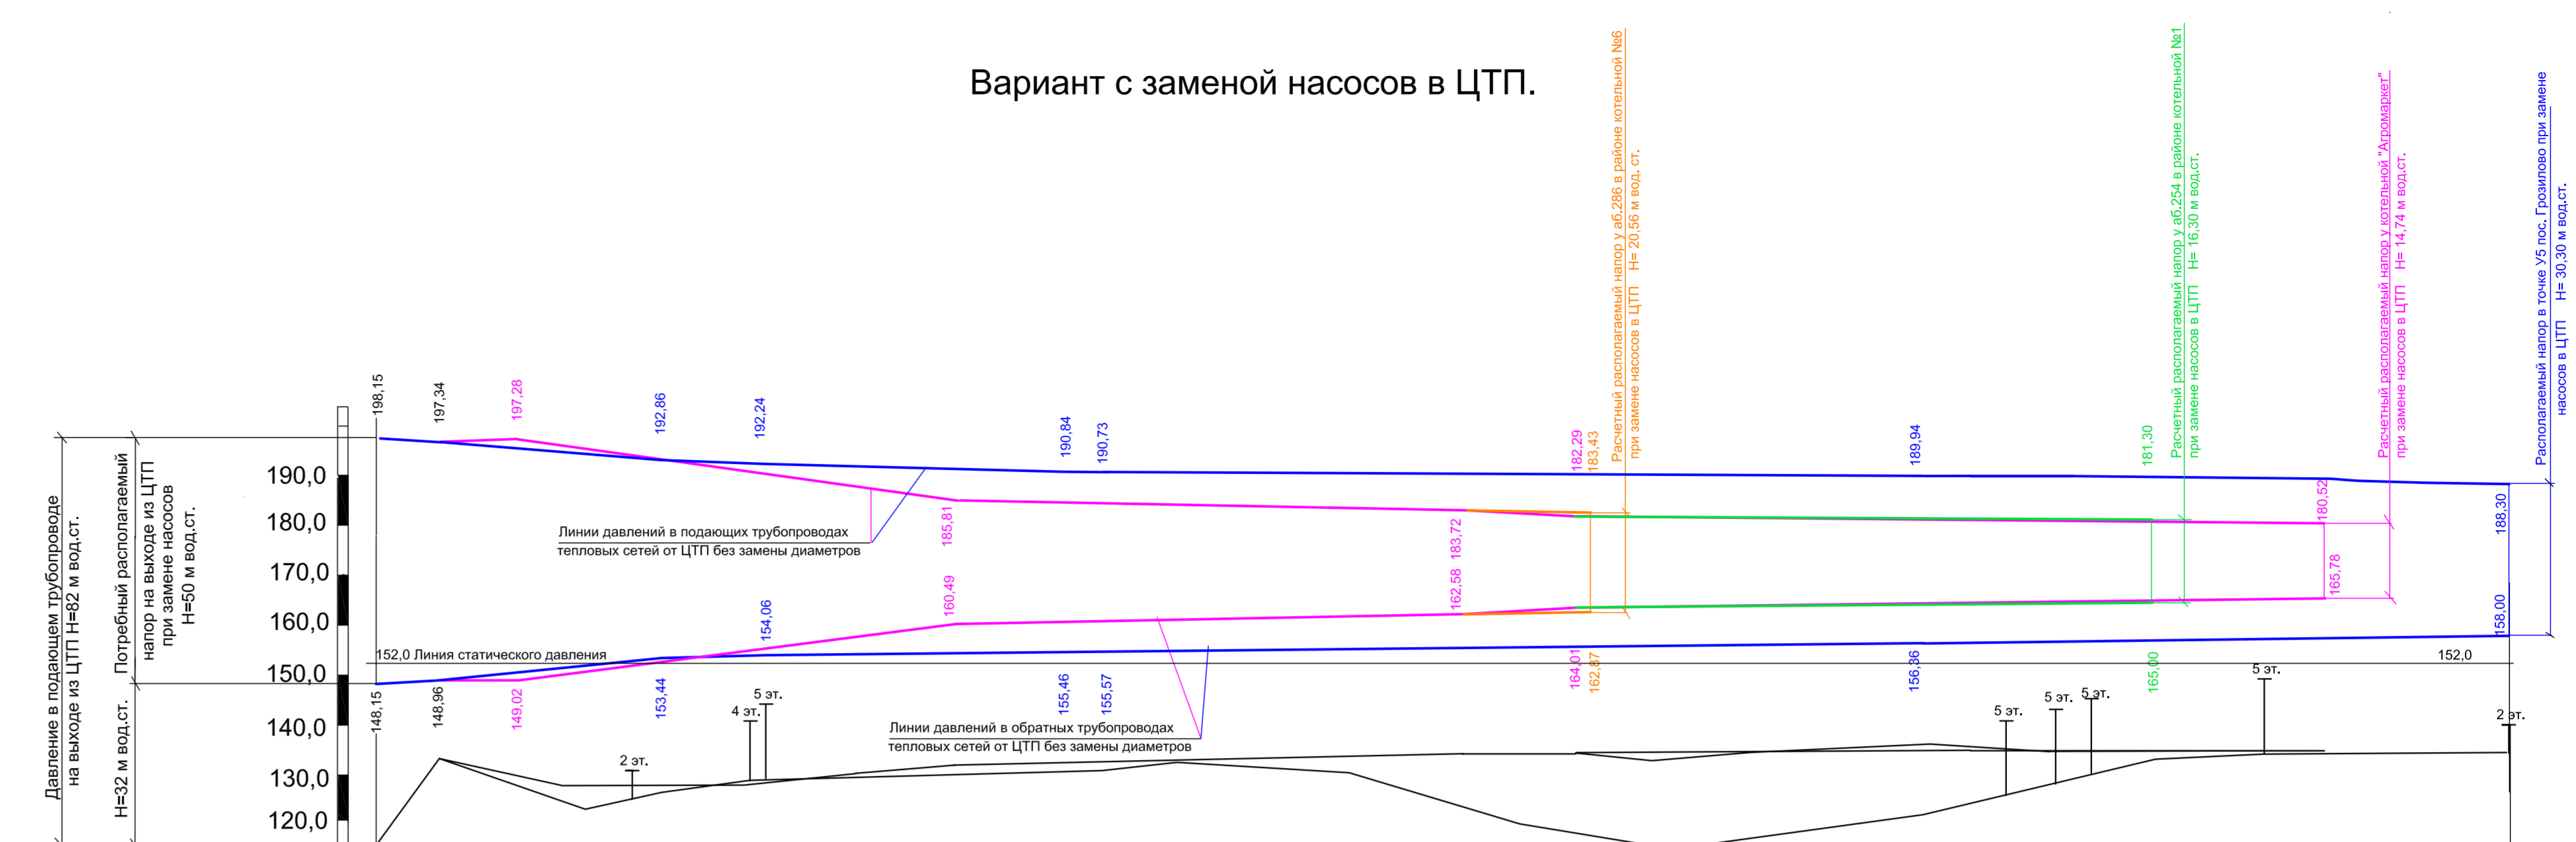 Вариант с заменой насосов в ЦТП.
Давление в подающем трубопроводе
на выходе из ЦТП H=82 м вод.ст.
Потребный располагаемый
напор на выходе из ЦТП
при замене насосов
H=50 м вод.ст.
H=32 м вод.ст.
190,0
180,0
170,0
160,0
150,0
140,0
130,0
120,0
198,15
197,34
197,28
192,86
192,24
190,84
190,73
182,29
183,43
189,94
181,30
180,52
188,30
185,81
183,72
160,49
162,58
154,06
165,78
158,00
Линии давлений в подающих трубопроводах
тепловых сетей от ЦТП без замены диаметров
152,0 Линия статического давления
152,0
148,15
148,96
149,02
153,44
155,46
155,57
164,01
162,87
156,36
165,00
Линии давлений в обратных трубопроводах
тепловых сетей от ЦТП без замены диаметров
2 эт.
4 эт.
5 эт.
5 эт.
5 эт.
5 эт.
5 эт.
2 эт.
Расчетный располагаемый напор у аб.286 в районе котельной №6
при замене насосов в ЦТП H= 20,56 м вод. ст.
Расчетный располагаемый напор у аб.254 в районе котельной №1
при замене насосов в ЦТП H= 16,30 м вод.ст.
Расчетный располагаемый напор у котельной "Агромаркет"
при замене насосов в ЦТП H= 14,74 м вод.ст.
Располагаемый напор в точке У5 пос. Грозилово при замене
насосов в ЦТП H= 30,30 м вод.ст.